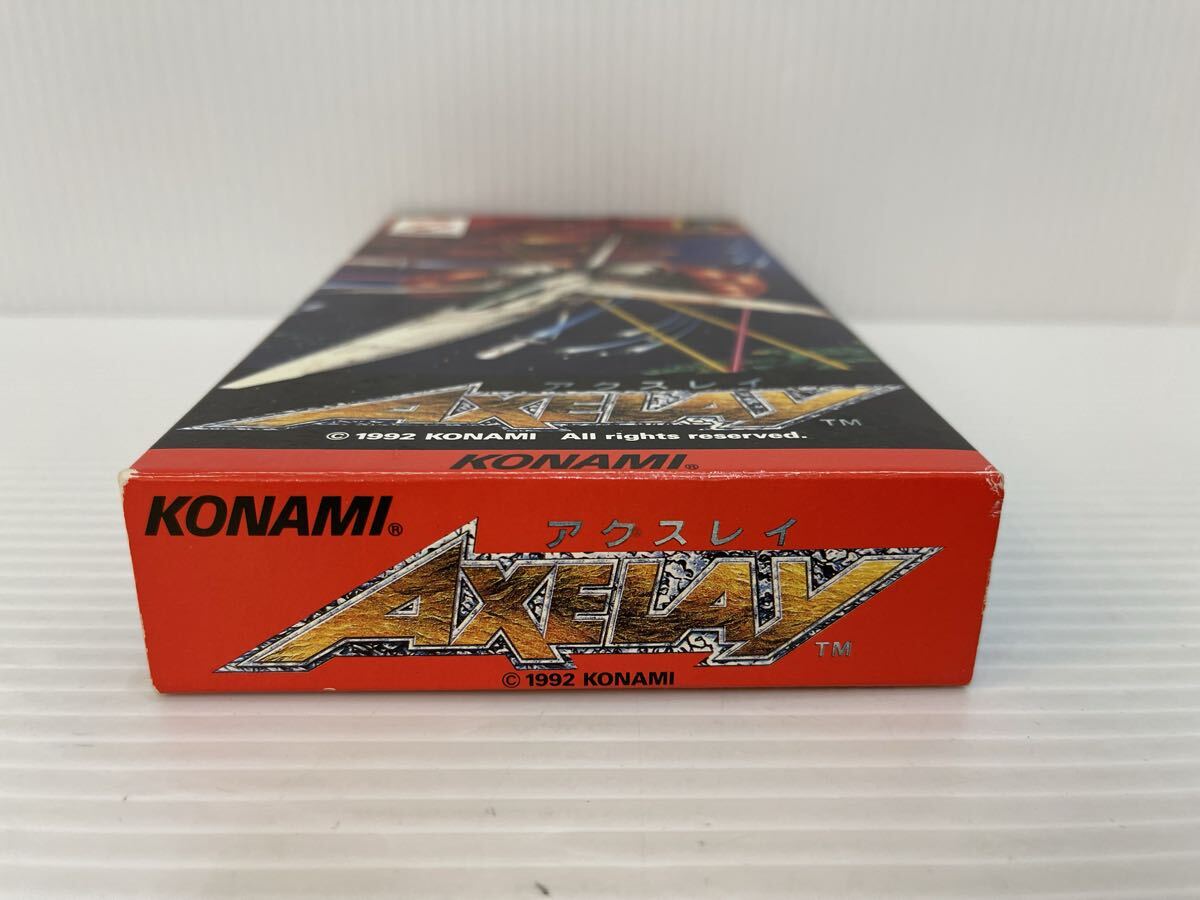 アクスレイ
AXELAY TM
© 1992 KONAMI All rights reserved.
KONAMI®
KONAMI®
アクスレイ
AXELAY TM
© 1992 KONAMI